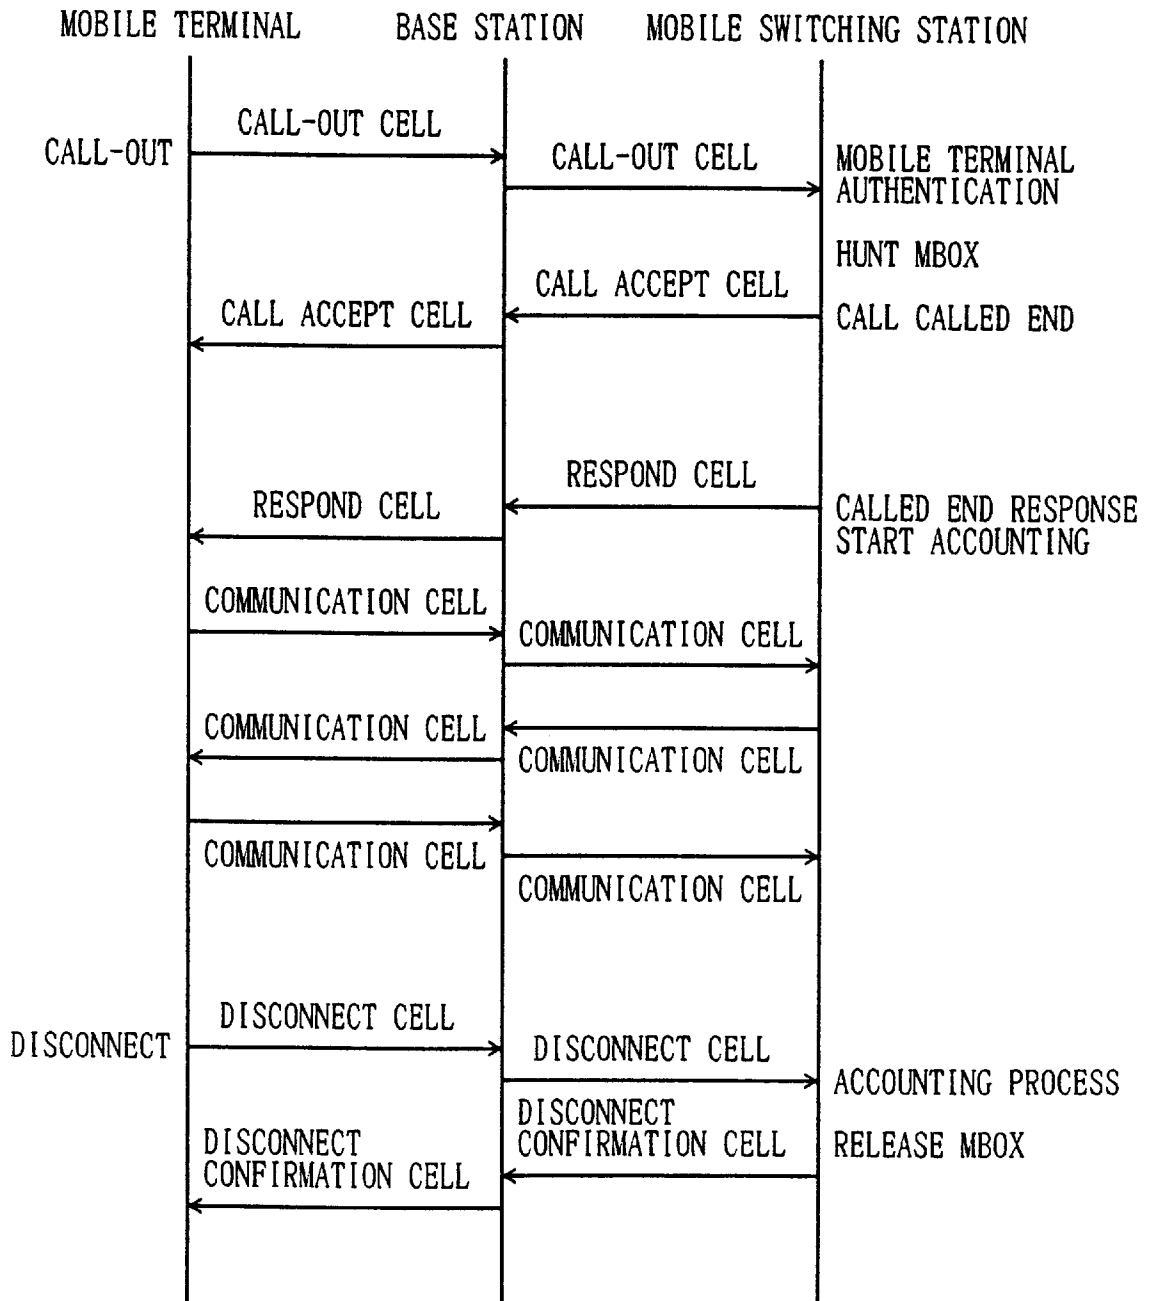 MOBILE TERMINAL
BASE STATION
MOBILE SWITCHING STATION
CALL-OUT CELL
CALL-OUT
CALL-OUT CELL
MOBILE TERMINAL
AUTHENTICATION
HUNT MBOX
CALL ACCEPT CELL
CALL ACCEPT CELL
CALL CALLED END
RESPOND CELL
RESPOND CELL
CALLED END RESPONSE
START ACCOUNTING
COMMUNICATION CELL
COMMUNICATION CELL
COMMUNICATION CELL
COMMUNICATION CELL
COMMUNICATION CELL
COMMUNICATION CELL
DISCONNECT CELL
DISCONNECT
DISCONNECT CELL
ACCOUNTING PROCESS
DISCONNECT
CONFIRMATION CELL
DISCONNECT
CONFIRMATION CELL
RELEASE MBOX